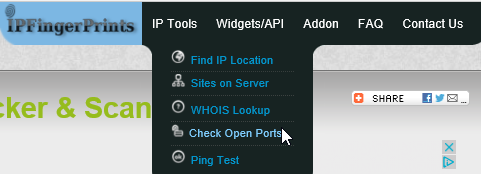 IPFingerPrints
IP Tools Widgets/API Addon FAQ Contact Us
Find IP Location
Sites on Server
WHOIS Lookup
Check Open Ports
Ping Test
cker & Scan
SHARE